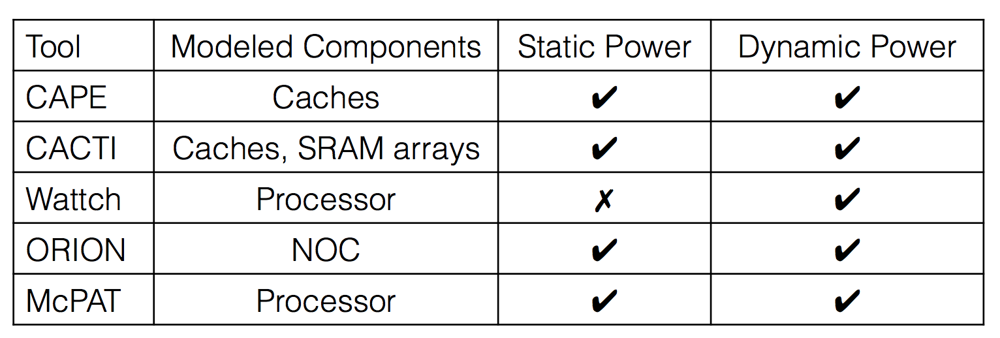 Tool Modeled Components Static Power Dynamic Power
CAPE Caches ✔ ✔
CACTI Caches, SRAM arrays ✔ ✔
Wattch Processor ✗ ✔
ORION NOC ✔ ✔
McPAT Processor ✔ ✔